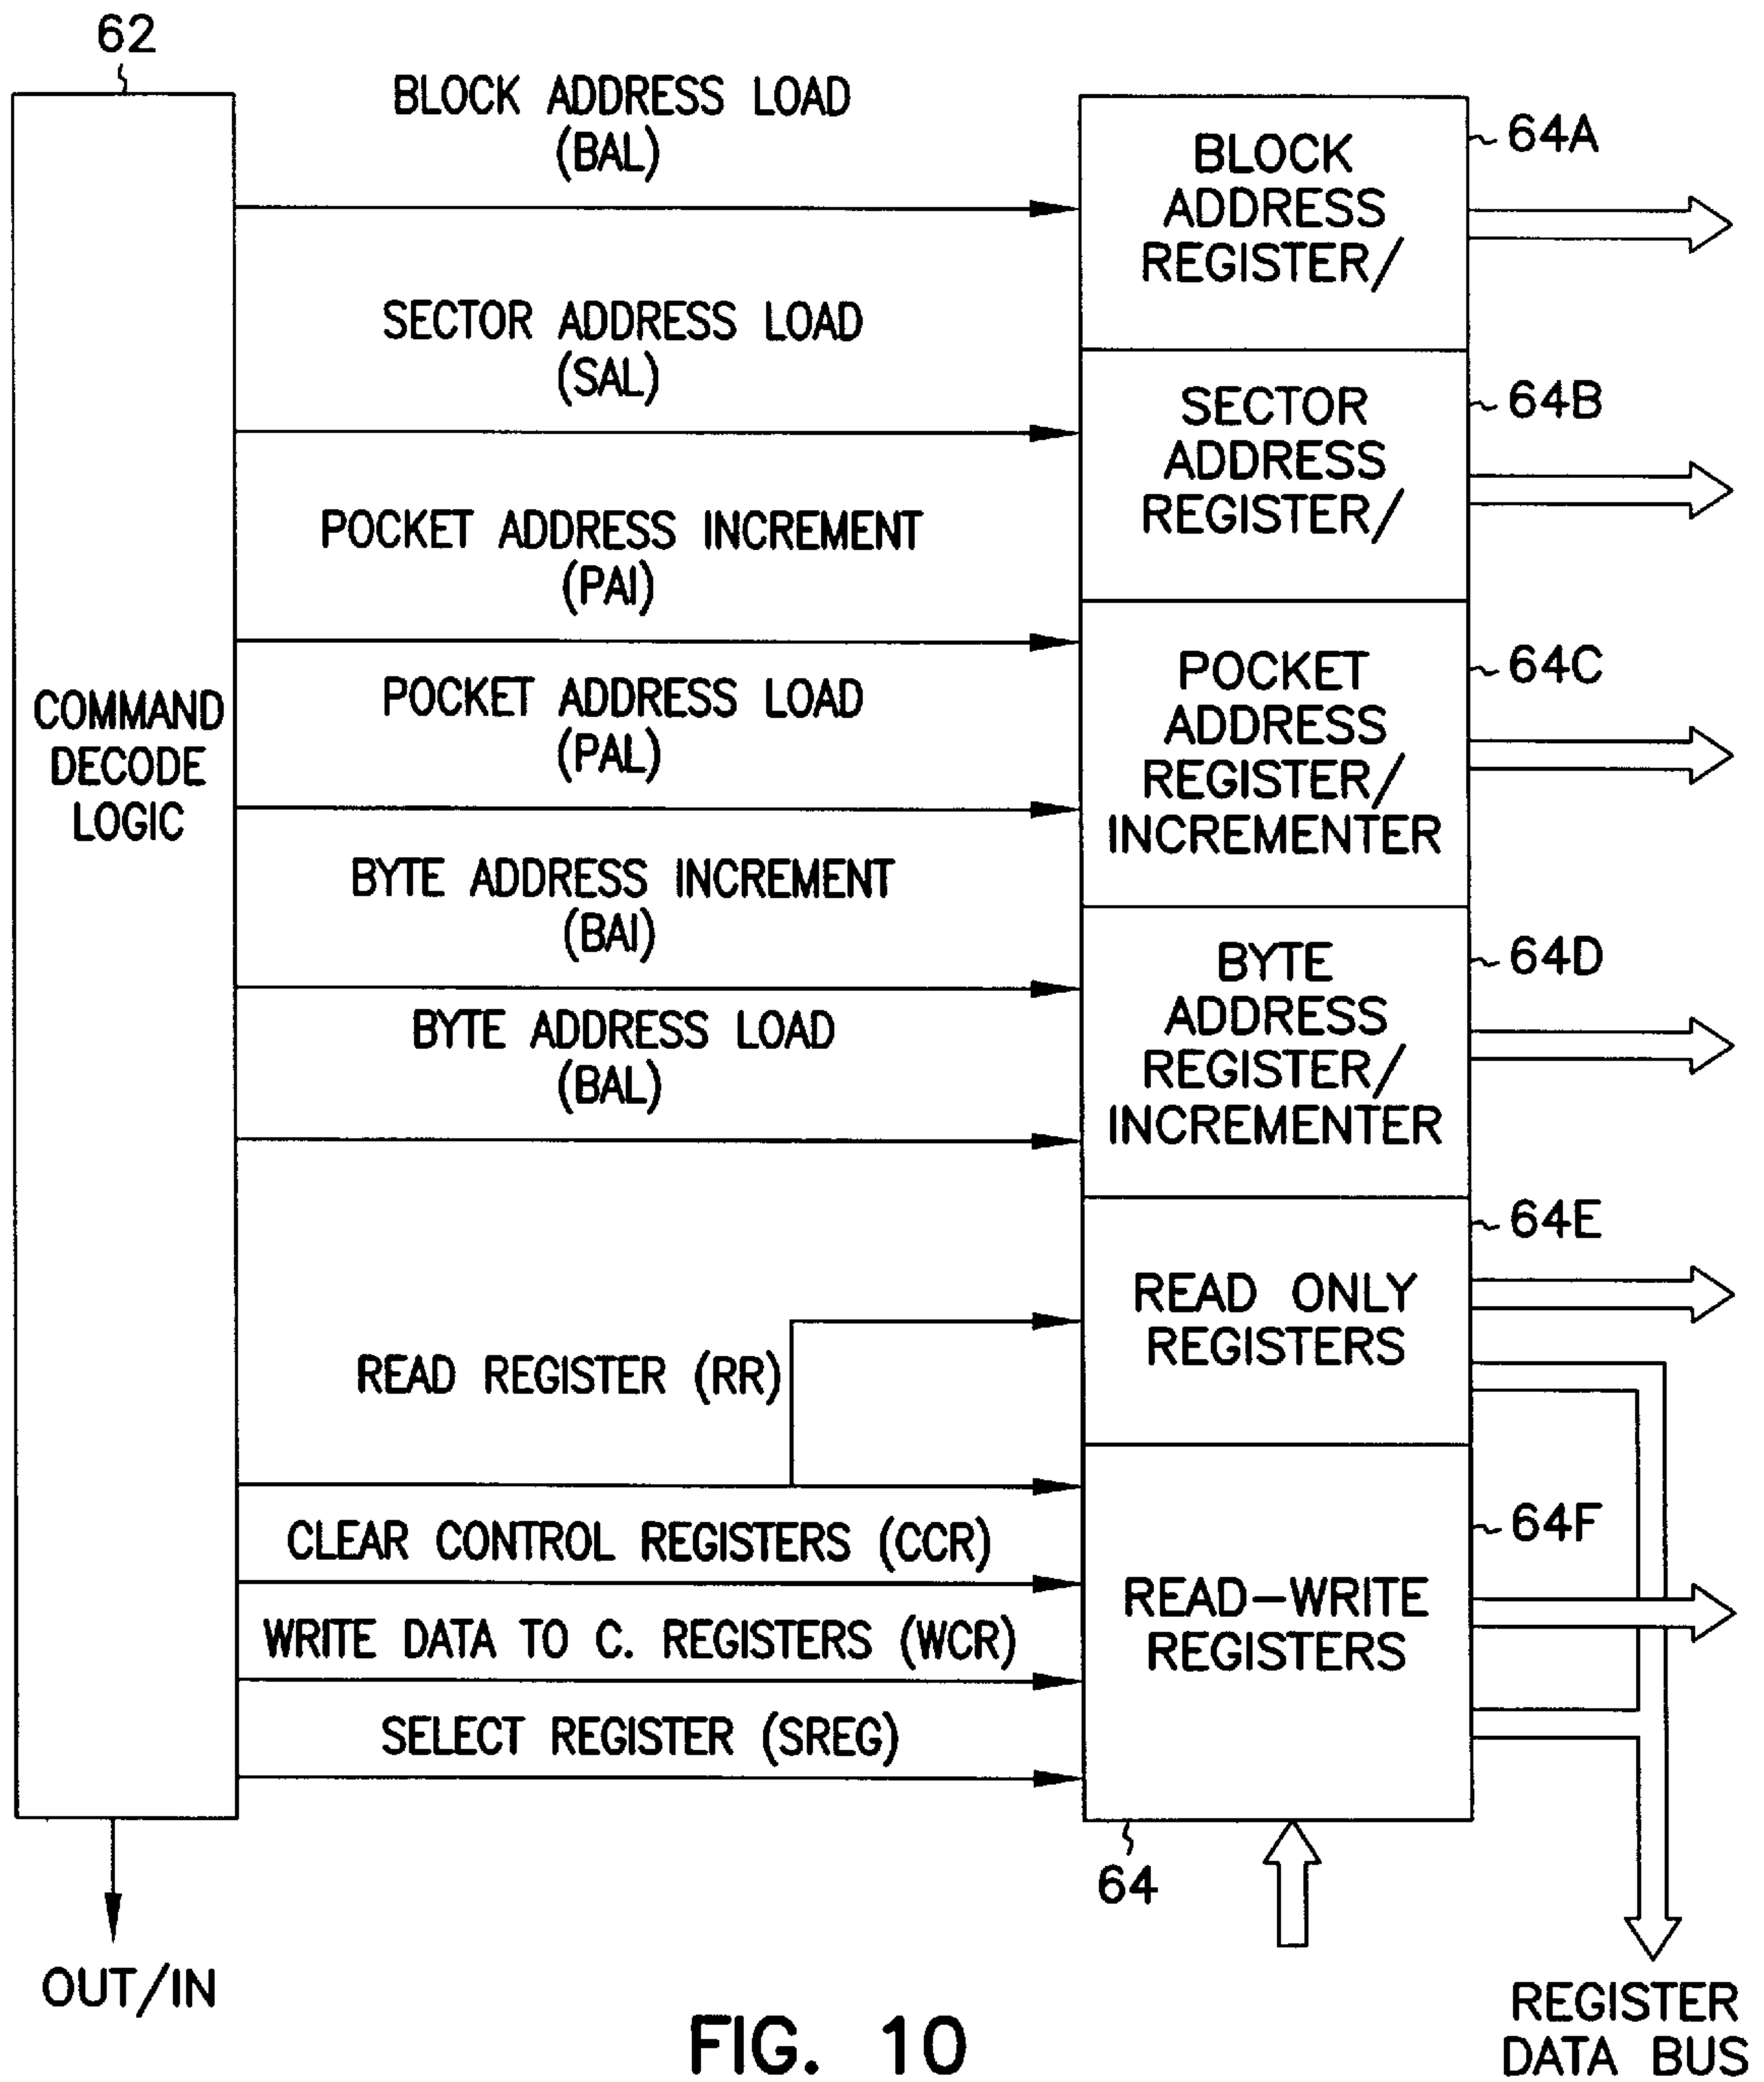 62
BLOCK ADDRESS LOAD
(BAL)
SECTOR ADDRESS LOAD
(SAL)
POCKET ADDRESS INCREMENT
(PAI)
POCKET ADDRESS LOAD
(PAL)
BYTE ADDRESS INCREMENT
(BAI)
BYTE ADDRESS LOAD
(BAL)
READ REGISTER (RR)
CLEAR CONTROL REGISTERS (CCR)
WRITE DATA TO C. REGISTERS (WCR)
SELECT REGISTER (SREG)
COMMAND
DECODE
LOGIC
OUT/IN
BLOCK
ADDRESS
REGISTER/
64A
SECTOR
ADDRESS
REGISTER/
64B
POCKET
ADDRESS
REGISTER/
INCREMENTER
64C
BYTE
ADDRESS
REGISTER/
INCREMENTER
64D
READ ONLY
REGISTERS
64E
READ-WRITE
REGISTERS
64F
64
REGISTER
DATA BUS
FIG. 10